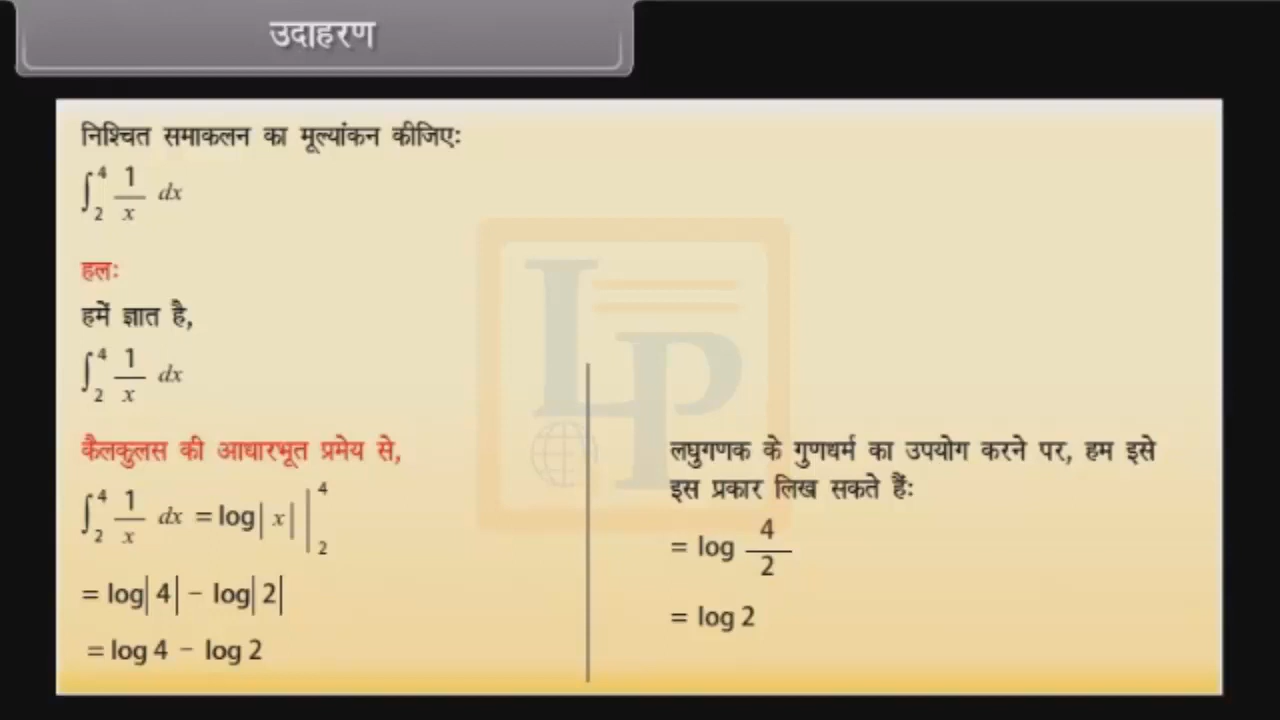 उदाहरण
निश्चित समाकलन का मूल्यांकन कीजिए:
∫₂⁴ 1/x dx
हल:
हमें ज्ञात है,
∫₂⁴ 1/x dx
कैलकुलस की आधारभूत प्रमेय से,
∫₂⁴ 1/x dx = log|x||₂⁴
= log|4| − log|2|
= log 4 − log 2
लघुगणक के गुणधर्म का उपयोग करने पर, हम इसे
इस प्रकार लिख सकते हैं:
= log 4/2
= log 2
LHP